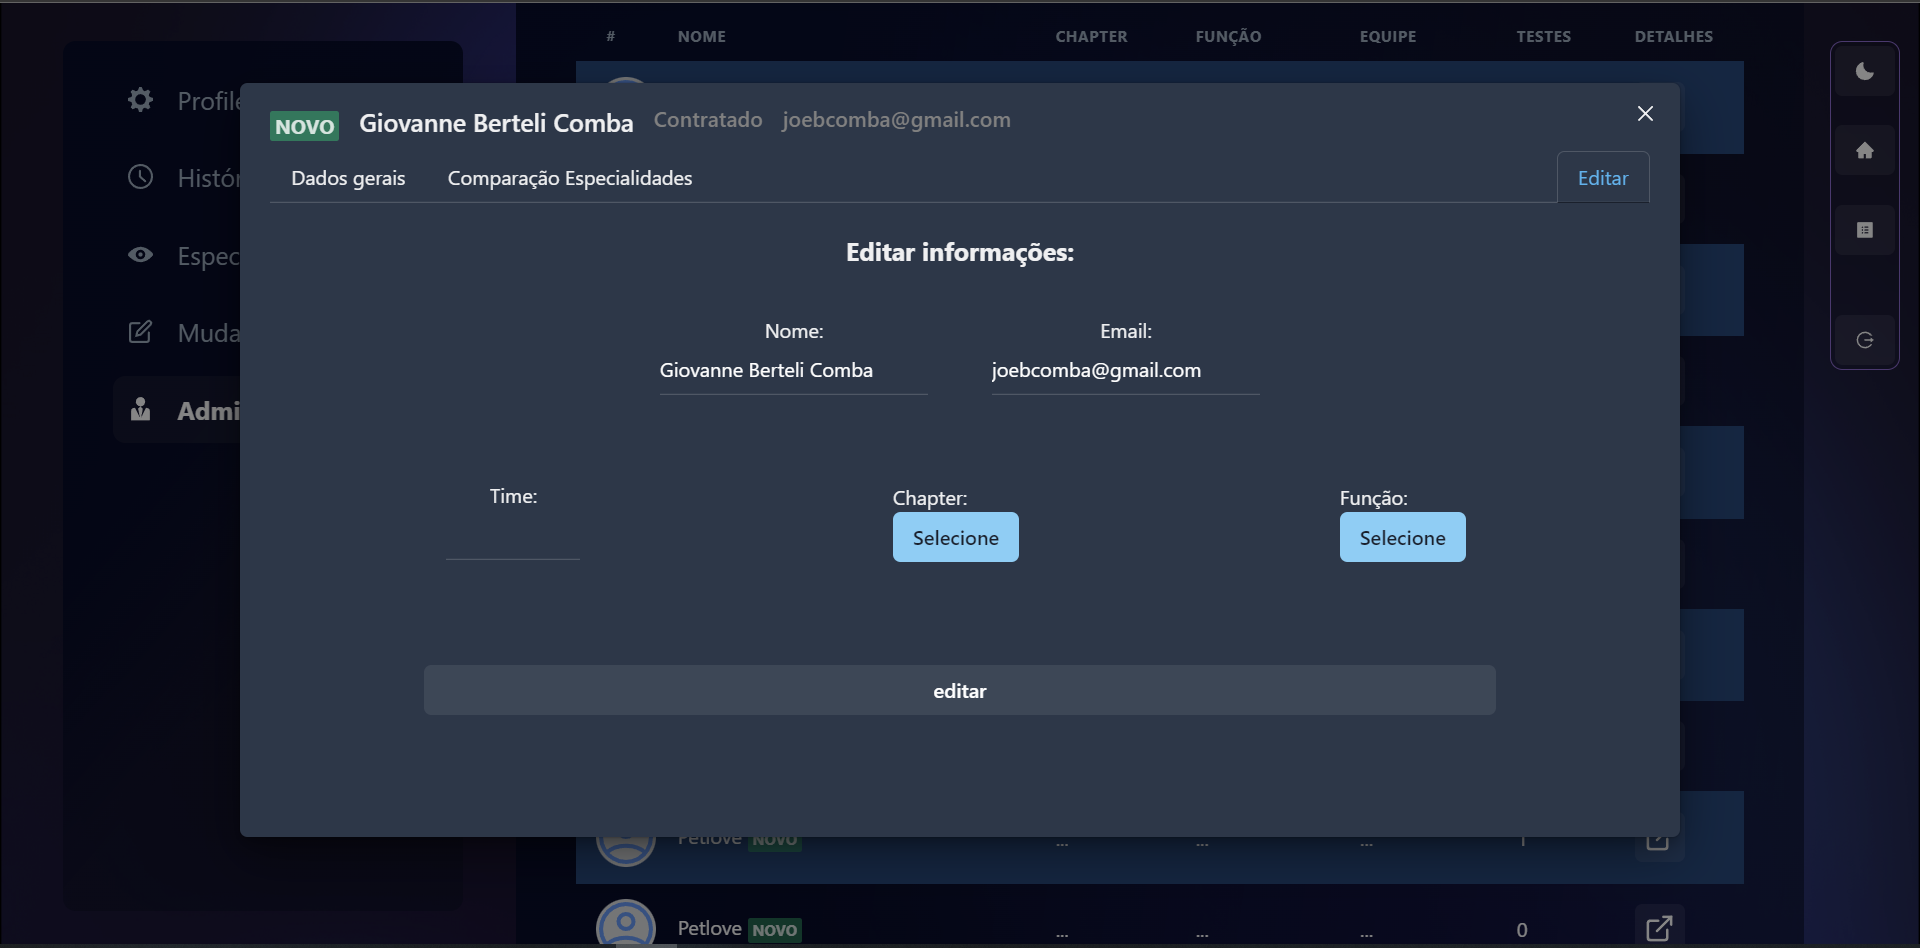 # NOME CHAPTER FUNÇÃO EQUIPE TESTES DETALHES
Profile
Histór
Espec
Muda
Admi
NOVO Giovanne Berteli Comba Contratado joebcomba@gmail.com
Dados gerais Comparação Especialidades Editar
Editar informações:
Nome: Email:
Giovanne Berteli Comba joebcomba@gmail.com
Time: Chapter: Função:
Selecione Selecione
editar
Petlove NOVO ... ... ... 1
Petlove NOVO ... ... ... 0